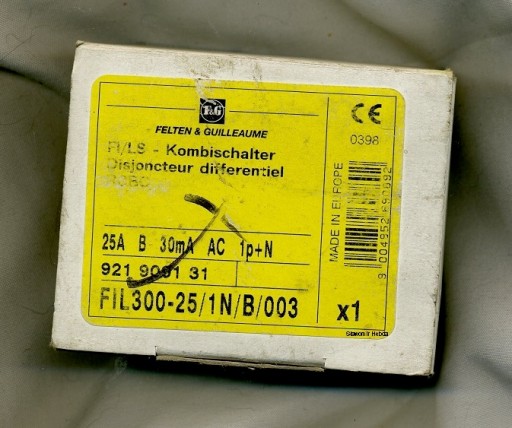 F&G
FELTEN & GUILLEAUME
FI/LS - Kombischalter
Disjoncteur differentiel
25A B 30mA AC 1p+N
921 9091 31
FIL300-25/1N/B/003
CE
0398
MADE IN EUROPE
x1